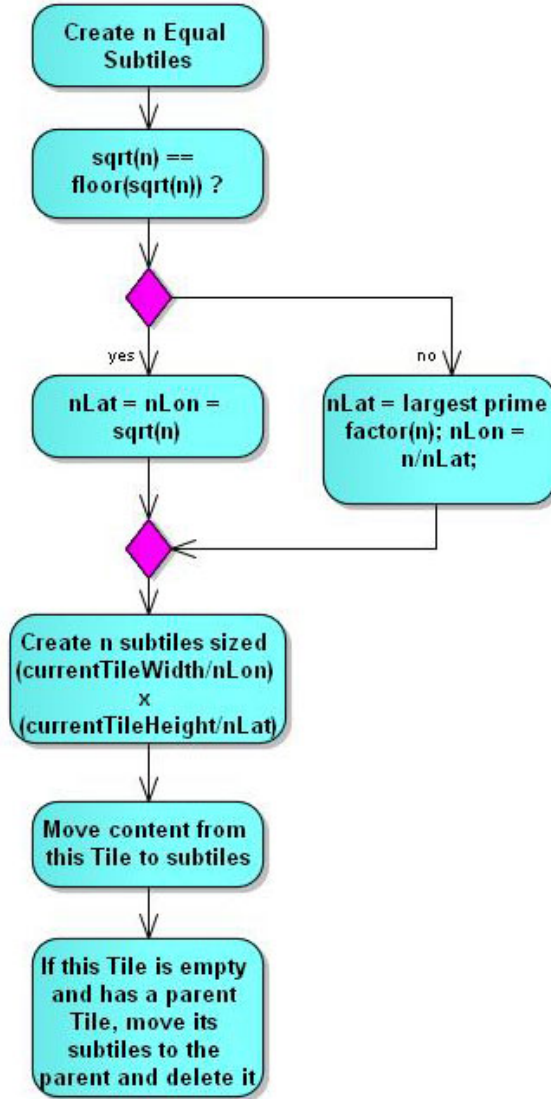 Create n Equal
Subtiles
sqrt(n) ==
floor(sqrt(n)) ?
yes
no
nLat = nLon =
sqrt(n)
nLat = largest prime
factor(n); nLon =
n/nLat;
Create n subtiles sized
(currentTileWidth/nLon)
x
(currentTileHeight/nLat)
Move content from
this Tile to subtiles
If this Tile is empty
and has a parent
Tile, move its
subtiles to the
parent and delete it